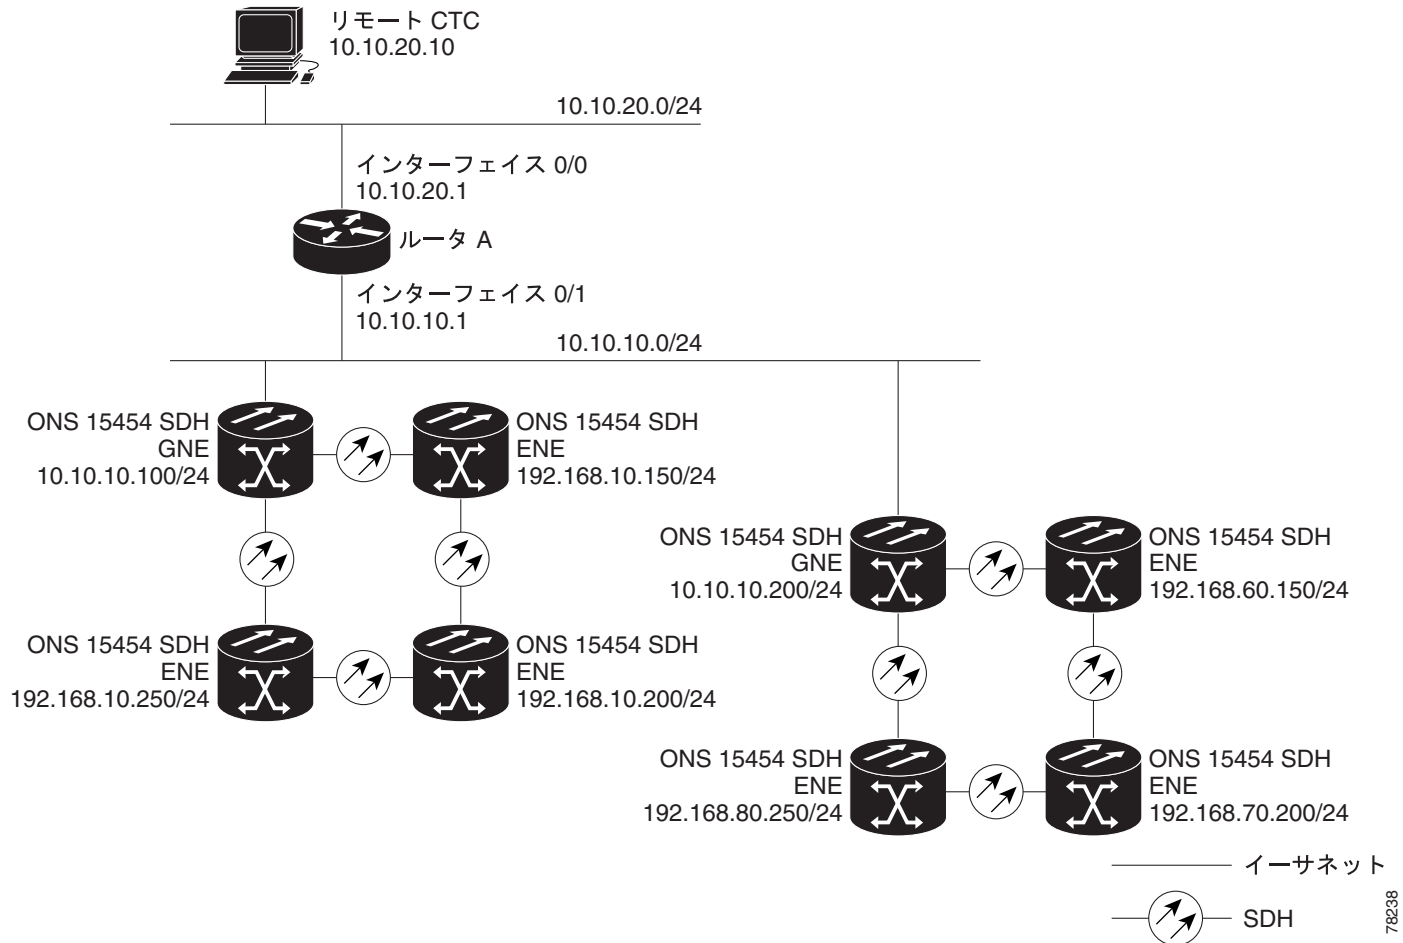 リモート CTC
10.10.20.10
10.10.20.0/24
インターフェイス 0/0
10.10.20.1
ルータ A
インターフェイス 0/1
10.10.10.1
10.10.10.0/24
ONS 15454 SDH
GNE
10.10.10.100/24
ONS 15454 SDH
ENE
192.168.10.150/24
ONS 15454 SDH
GNE
10.10.10.200/24
ONS 15454 SDH
ENE
192.168.60.150/24
ONS 15454 SDH
ENE
192.168.10.250/24
ONS 15454 SDH
ENE
192.168.10.200/24
ONS 15454 SDH
ENE
192.168.80.250/24
ONS 15454 SDH
ENE
192.168.70.200/24
イーサネット
SDH
78238